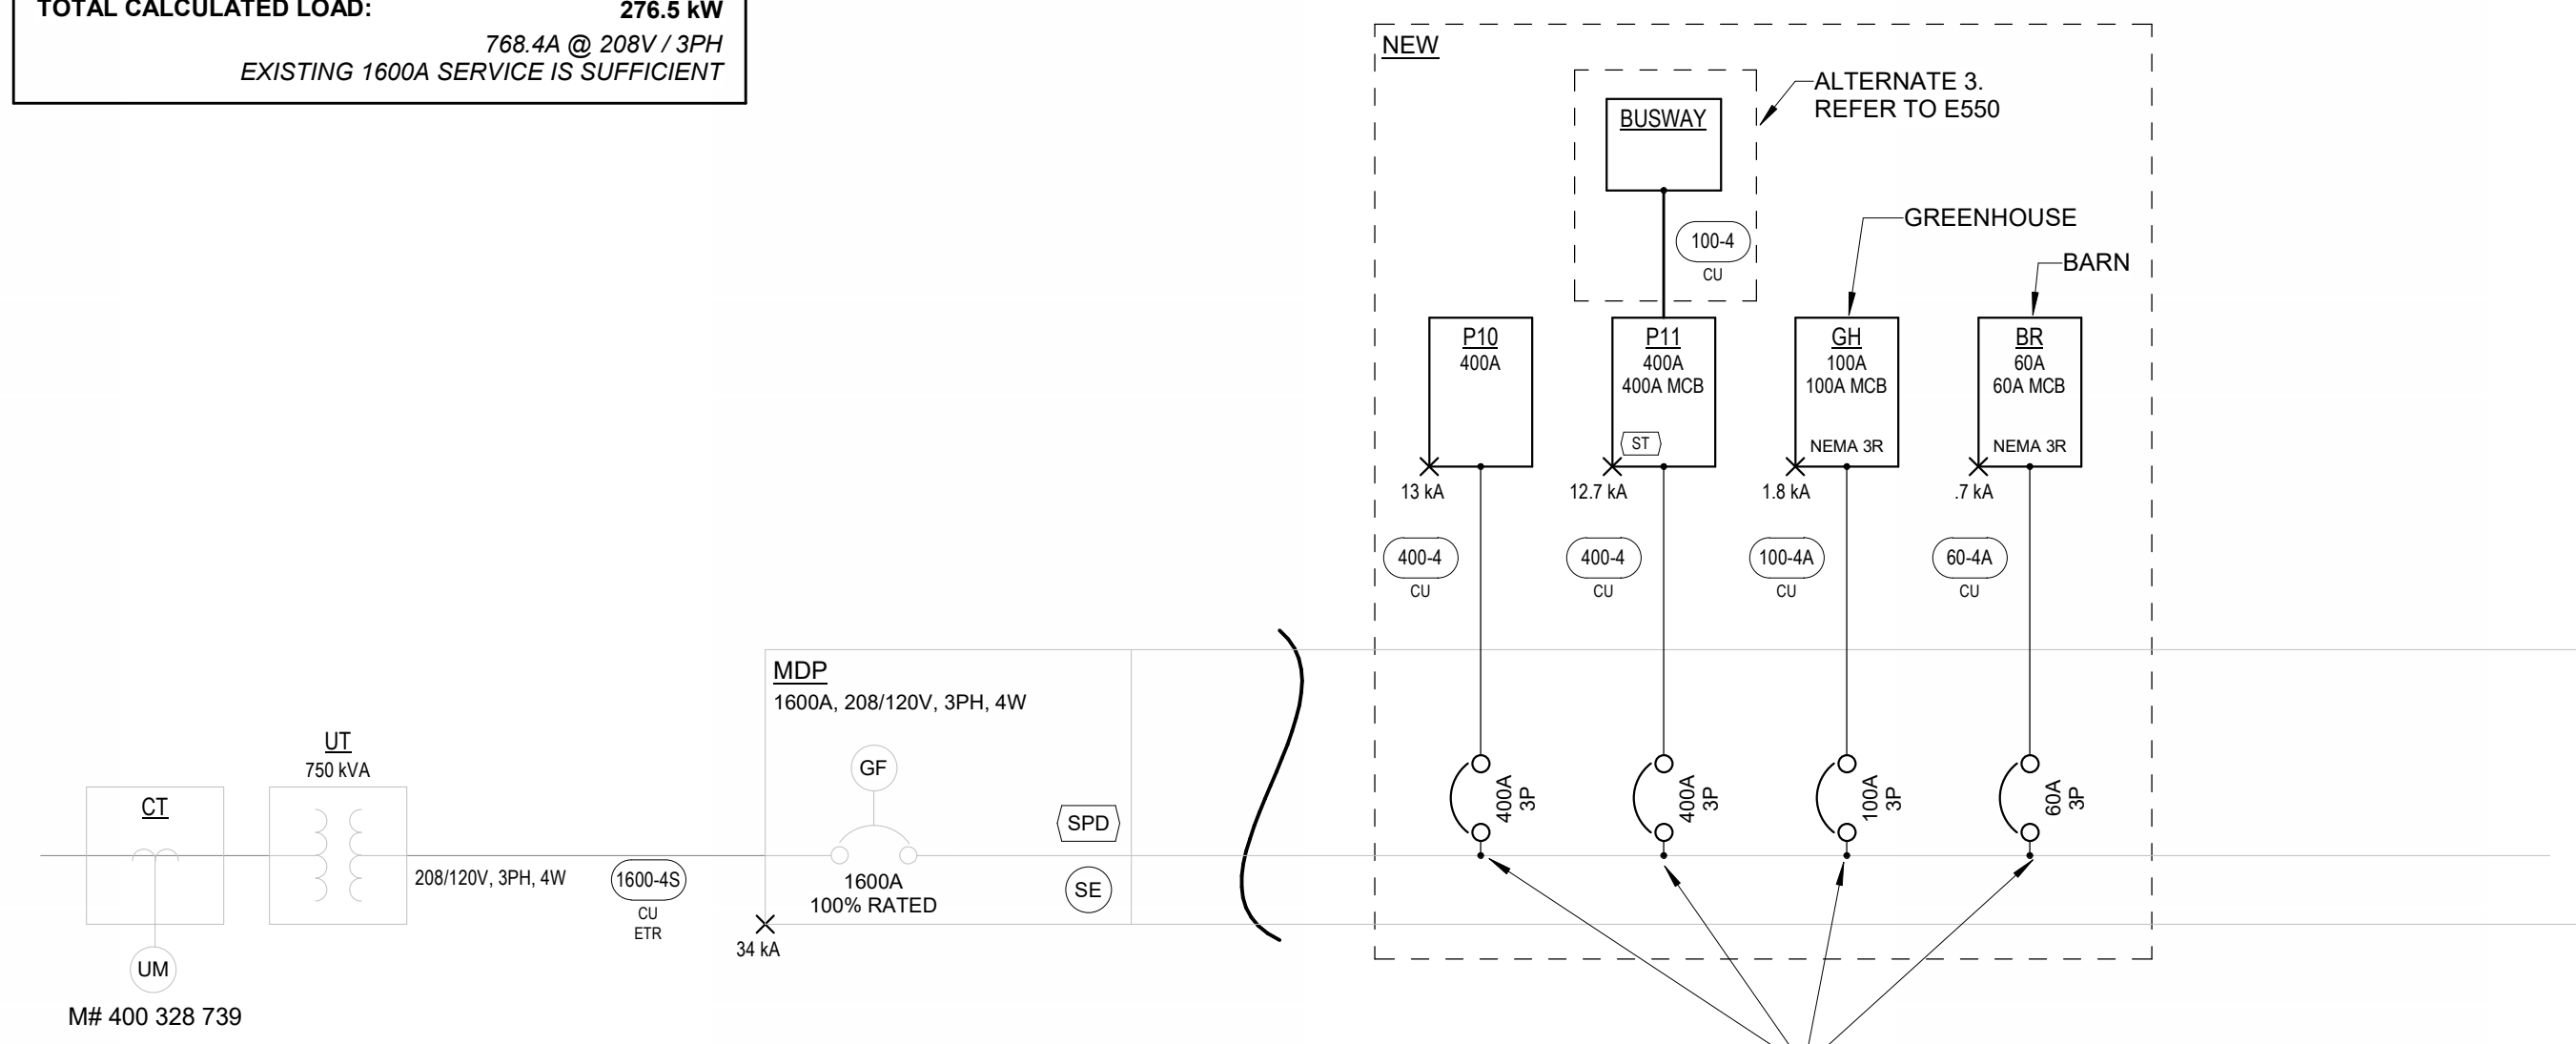 TOTAL CALCULATED LOAD: 276.5 kW
768.4A @ 208V / 3PH
EXISTING 1600A SERVICE IS SUFFICIENT
NEW
ALTERNATE 3.
REFER TO E550
BUSWAY
100-4
CU
GREENHOUSE
BARN
P10
400A
P11
400A
400A MCB
ST
GH
100A
100A MCB
NEMA 3R
BR
60A
60A MCB
NEMA 3R
13 kA
12.7 kA
1.8 kA
.7 kA
400-4
CU
400-4
CU
100-4A
CU
60-4A
CU
MDP
1600A, 208/120V, 3PH, 4W
GF
SPD
SE
1600A
100% RATED
34 kA
UT
750 kVA
CT
UM
M# 400 328 739
208/120V, 3PH, 4W
1600-4S
CU
ETR
400A
3P
400A
3P
100A
3P
60A
3P